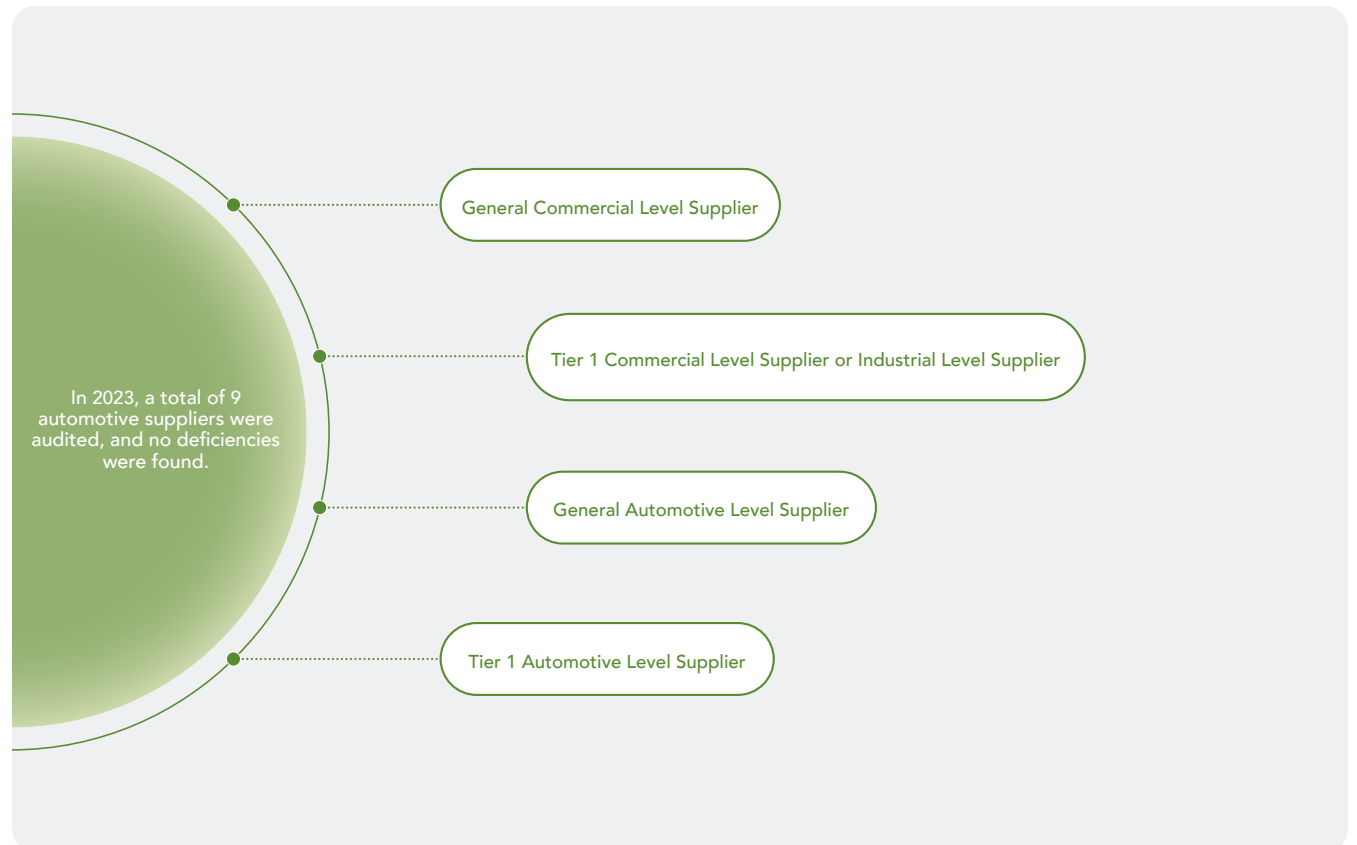 General Commercial Level Supplier
Tier 1 Commercial Level Supplier or Industrial Level Supplier
In 2023, a total of 9
automotive suppliers were
audited, and no deficiencies
were found.
General Automotive Level Supplier
Tier 1 Automotive Level Supplier